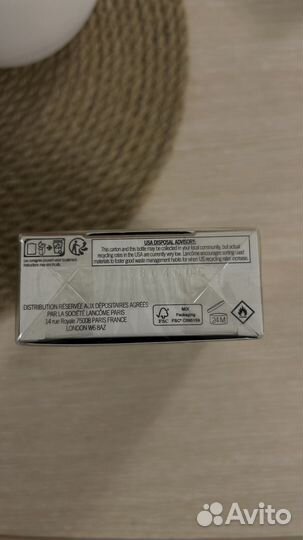 USA DISPOSAL ADVISORY:
This carton and this bottle may be collected in your local community, but actual
recycling rates in the USA are currently very low. Lancôme encourages sorting used
materials to foster good waste management habits for when US recycling rates increase.
DISTRIBUTION RÉSERVÉE AUX DÉPOSITAIRES AGRÉÉS
PAR LA SOCIÉTÉ LANCÔME PARIS
14 rue Royale 75008 PARIS FRANCE
LONDON W6 8AZ
FSC
MIX
Packaging
24 M
Avito